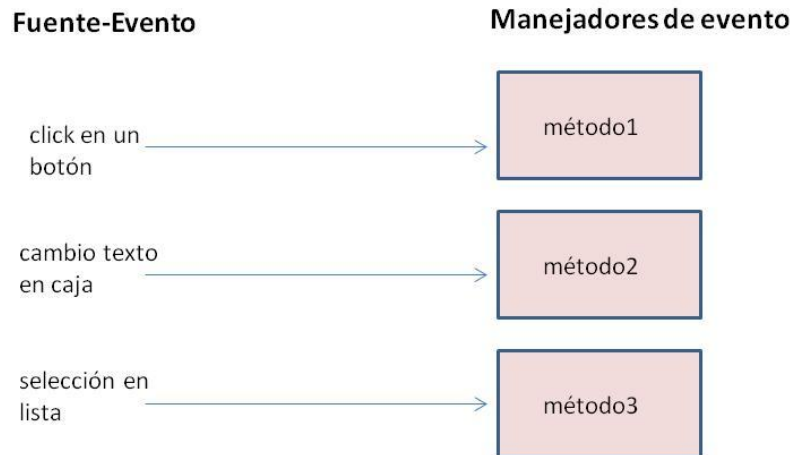 Fuente-Evento
Manejadores de evento
click en un
botón
método1
cambio texto
en caja
método2
selección en
lista
método3